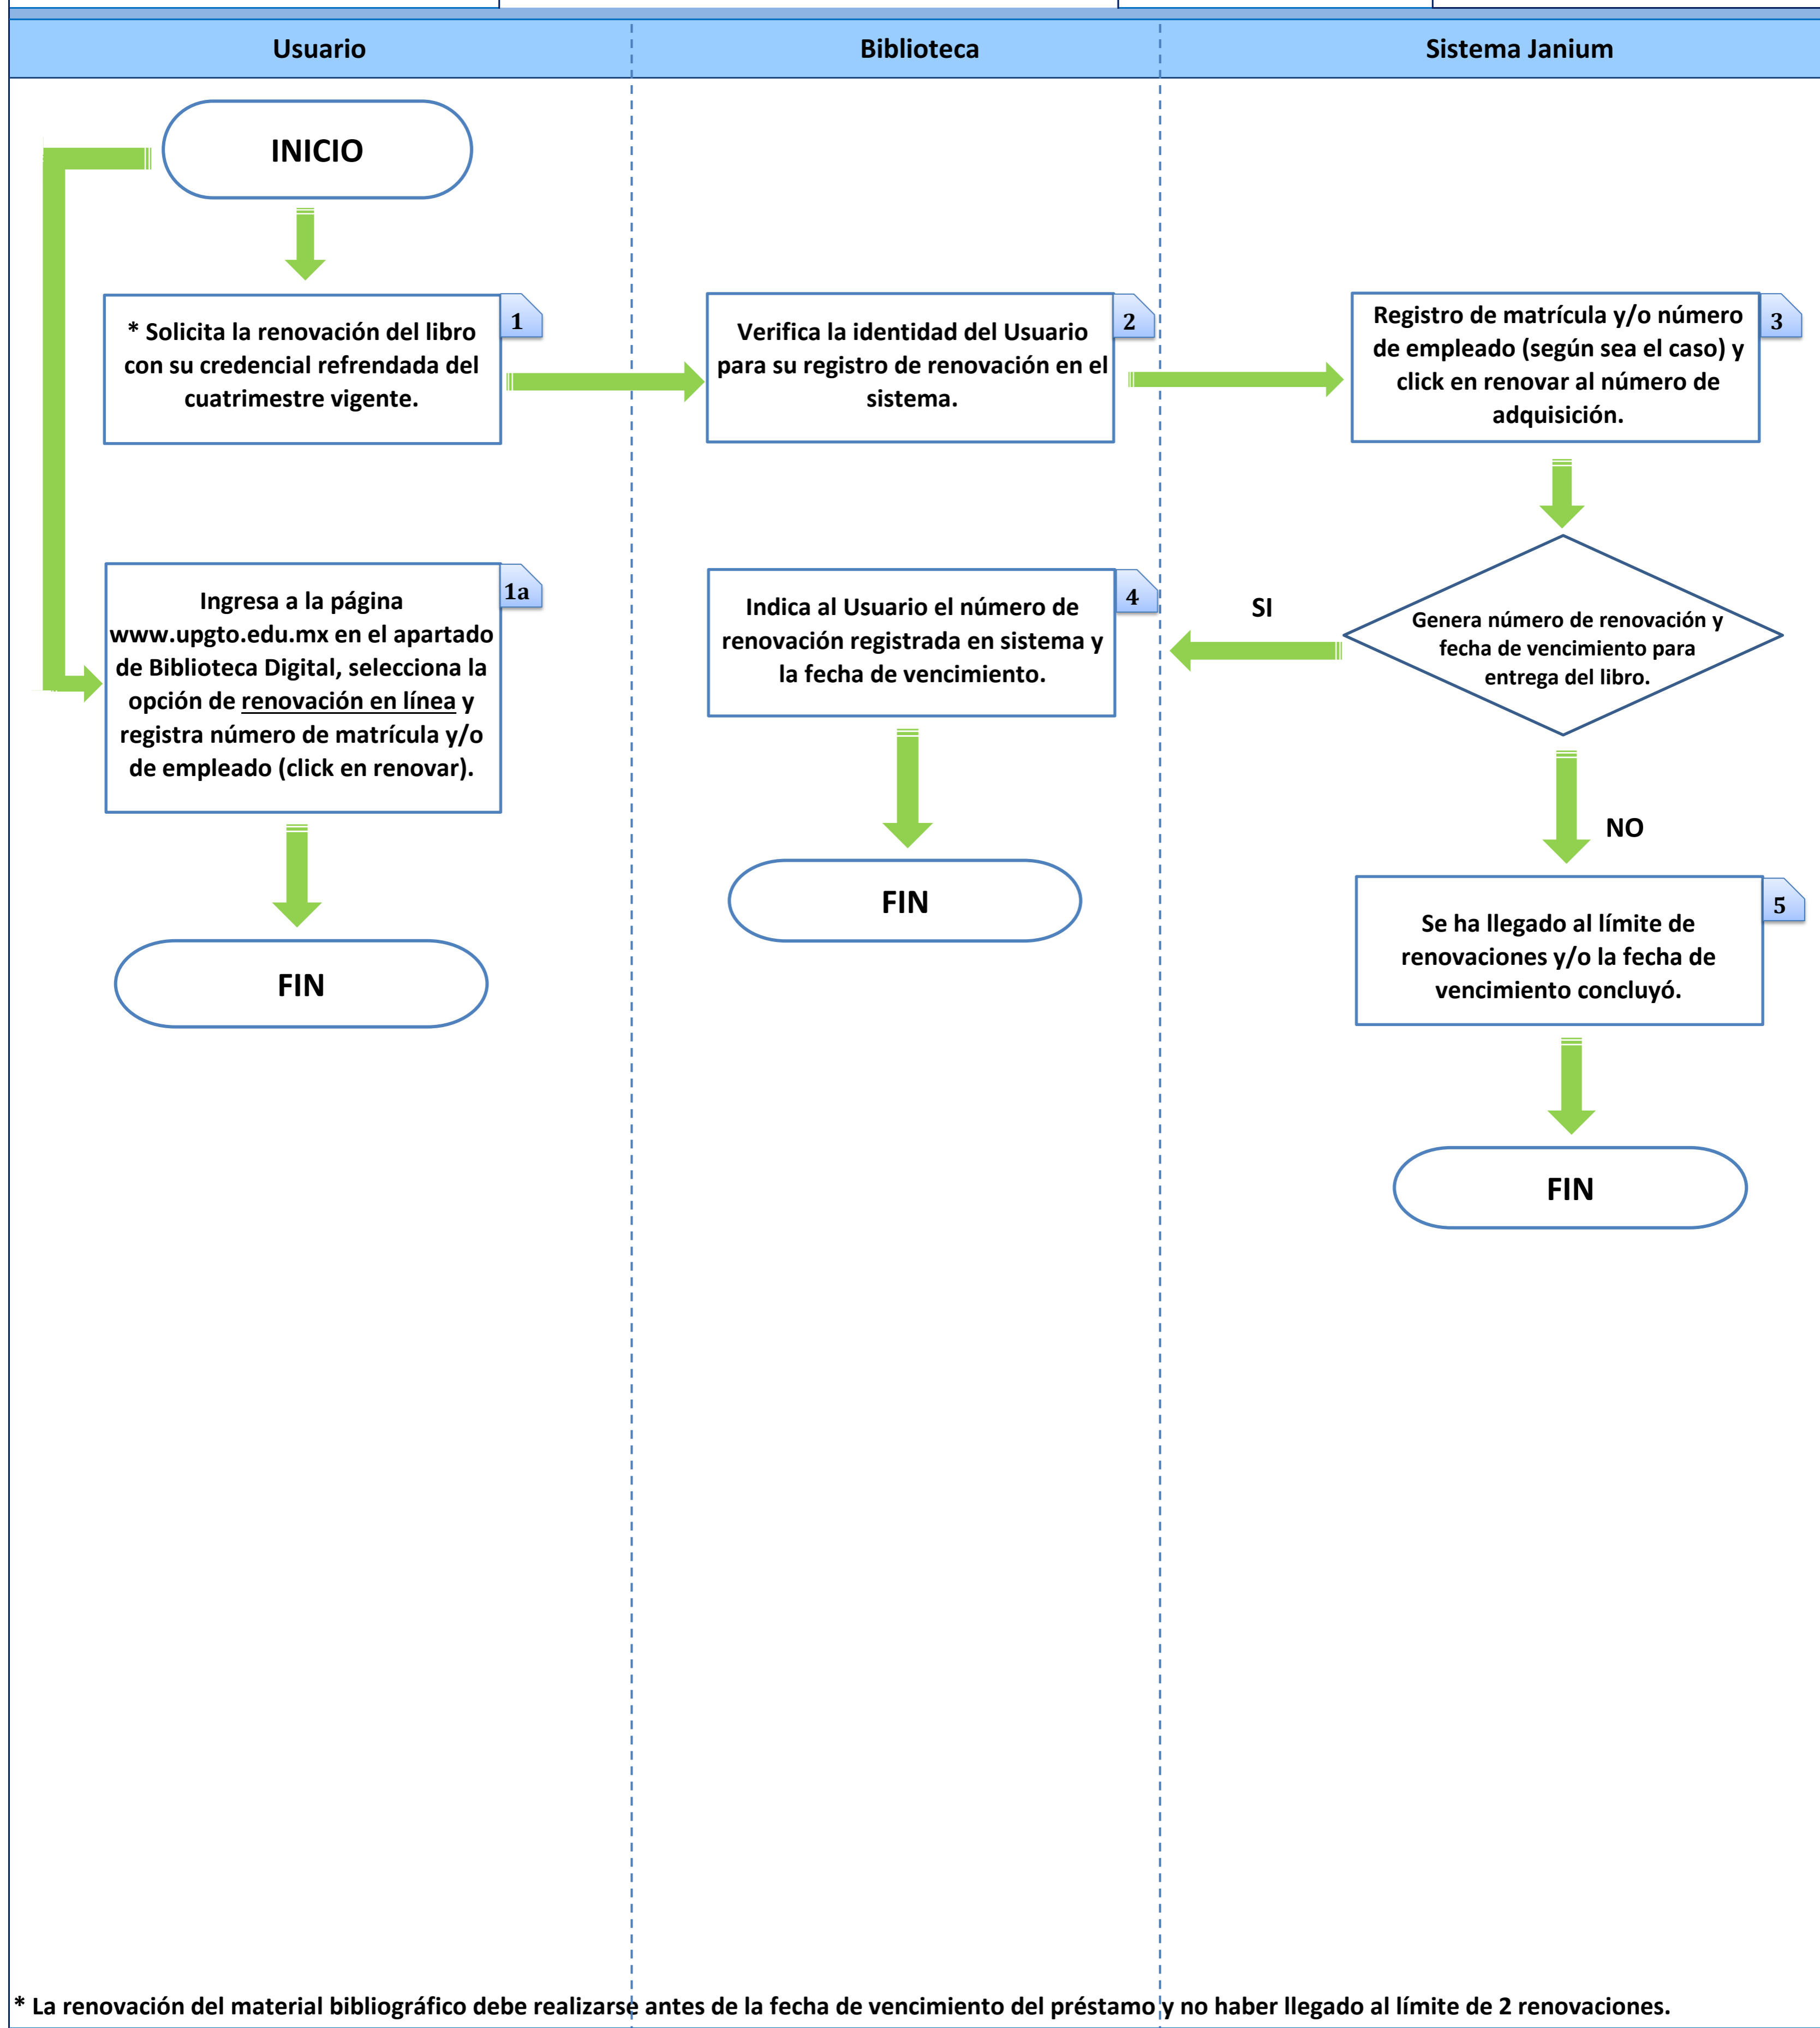 Usuario
Biblioteca
Sistema Janium
INICIO
* Solicita la renovación del libro
con su credencial refrendada del
cuatrimestre vigente.
1
Verifica la identidad del Usuario
para su registro de renovación en el
sistema.
2
Registro de matrícula y/o número
de empleado (según sea el caso) y
click en renovar al número de
adquisición.
3
Ingresa a la página
www.upgto.edu.mx en el apartado
de Biblioteca Digital, selecciona la
opción de renovación en línea y
registra número de matrícula y/o
de empleado (click en renovar).
1a
Indica al Usuario el número de
renovación registrada en sistema y
la fecha de vencimiento.
4
SI
Genera número de renovación y
fecha de vencimiento para
entrega del libro.
NO
FIN
FIN
Se ha llegado al límite de
renovaciones y/o la fecha de
vencimiento concluyó.
5
FIN
* La renovación del material bibliográfico debe realizarse antes de la fecha de vencimiento del préstamo y no haber llegado al límite de 2 renovaciones.